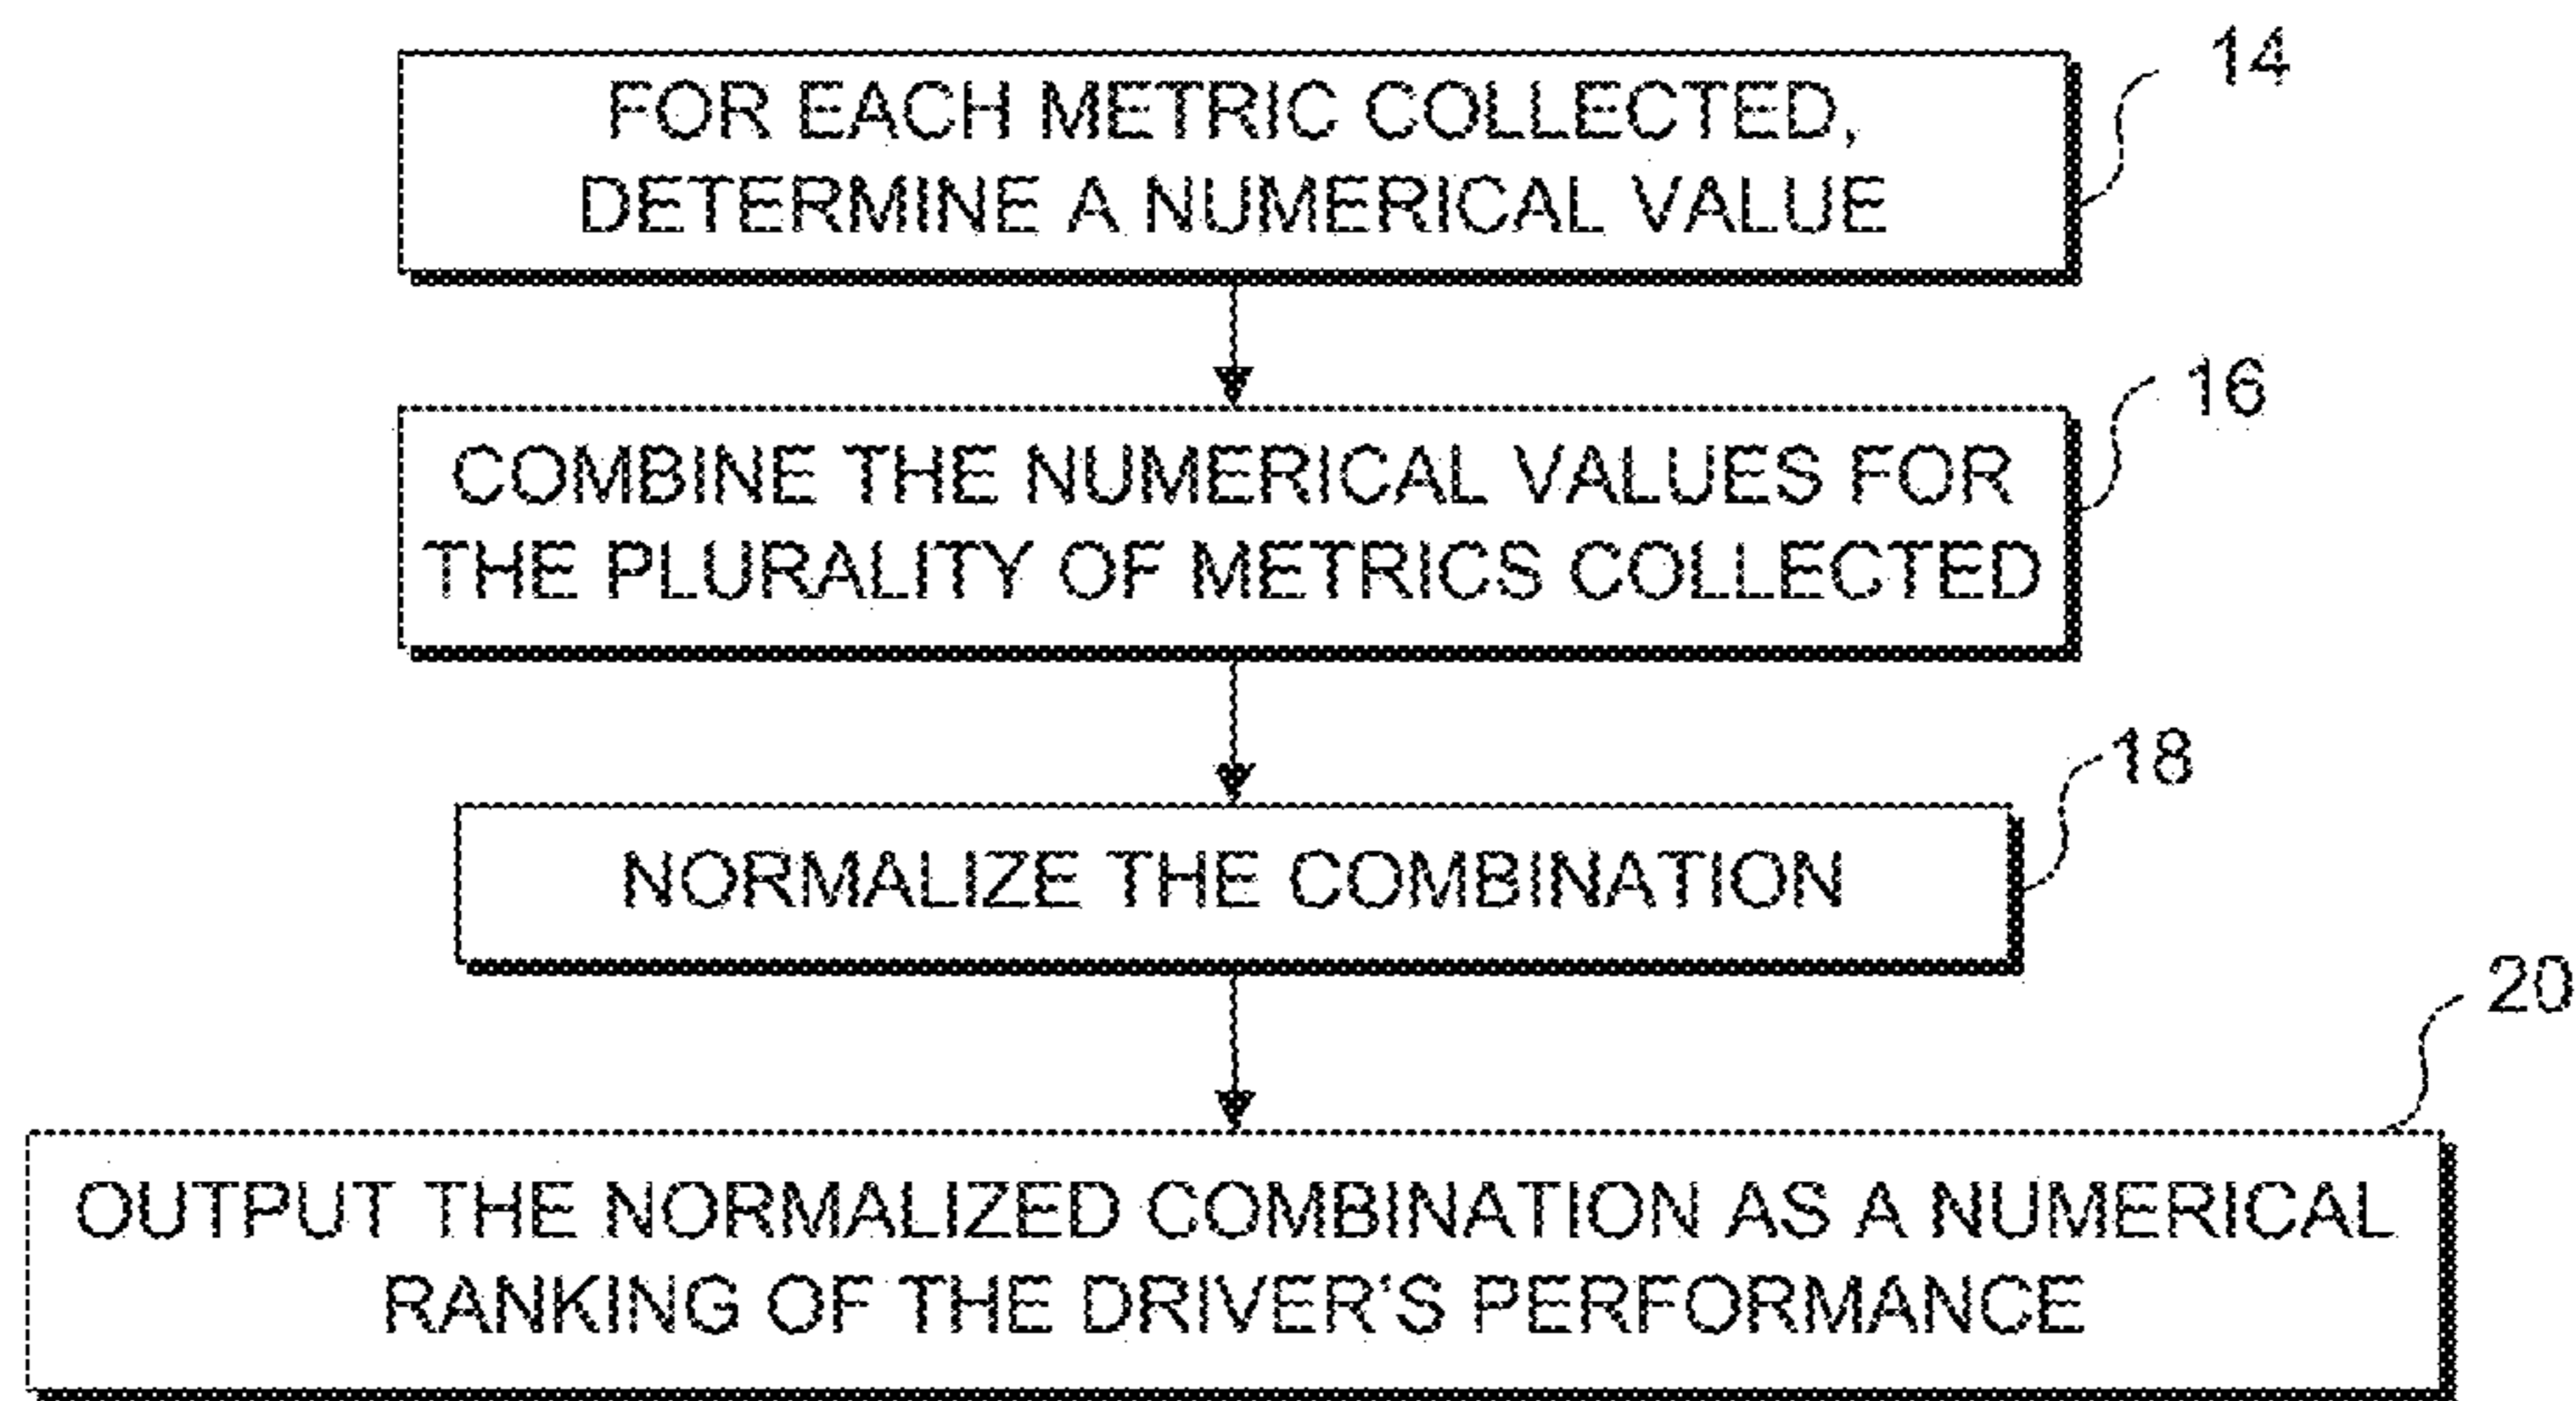 14
FOR EACH METRIC COLLECTED,
DETERMINE A NUMERICAL VALUE
16
COMBINE THE NUMERICAL VALUES FOR
THE PLURALITY OF METRICS COLLECTED
18
NORMALIZE THE COMBINATION
20
OUTPUT THE NORMALIZED COMBINATION AS A NUMERICAL
RANKING OF THE DRIVER'S PERFORMANCE